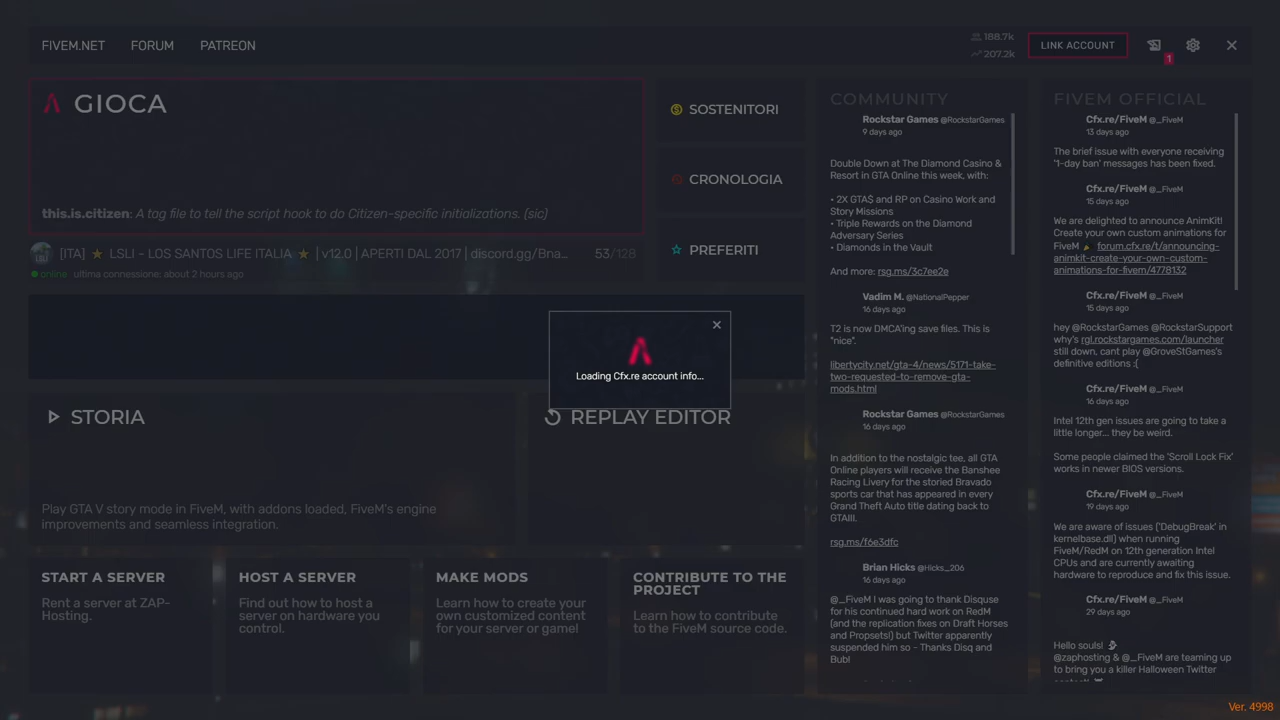 FIVEM.NET
FORUM
PATREON
188.7k
207.2k
LINK ACCOUNT
1
GIOCA
this.is.citizen: A tag file to tell the script hook to do Citizen-specific initializations. (sic)
[ITA] ⭐ LSLI - LOS SANTOS LIFE ITALIA ⭐ | v12.0 | APERTI DAL 2017 | discord.gg/Bna...
53/128
online ultima connessione: about 2 hours ago
SOSTENITORI
CRONOLOGIA
PREFERITI
Loading Cfx.re account info...
STORIA
Play GTA V story mode in FiveM, with addons loaded, FiveM's engine
improvements and seamless integration.
REPLAY EDITOR
START A SERVER
Rent a server at ZAP-
Hosting.
HOST A SERVER
Find out how to host a
server on hardware you
control.
MAKE MODS
Learn how to create your
own customized content
for your server or game!
CONTRIBUTE TO THE
PROJECT
Learn how to contribute
to the FiveM source code.
COMMUNITY
Rockstar Games @RockstarGames
9 days ago
Double Down at The Diamond Casino &
Resort in GTA Online this week, with:
• 2X GTA$ and RP on Casino Work and
Story Missions
• Triple Rewards on the Diamond
Adversary Series
• Diamonds in the Vault
And more: rsg.ms/3c7ee2e
Vadim M. @NationalPepper
16 days ago
T2 is now DMCA'ing save files. This is
"nice".
libertycity.net/gta-4/news/5171-take-
two-requested-to-remove-gta-
mods.html
Rockstar Games @RockstarGames
16 days ago
In addition to the nostalgic tee, all GTA
Online players will receive the Banshee
Racing Livery for the storied Bravado
sports car that has appeared in every
Grand Theft Auto title dating back to
GTAIII.
rsg.ms/f6e3dfc
Brian Hicks @Hicks_206
16 days ago
@_FiveM I was going to thank Disquse
for his continued hard work on RedM
(and the replication fixes on Draft Horses
and Propsets!) but Twitter apparently
suspended him so - Thanks Disq and
Bub!
FIVEM OFFICIAL
Cfx.re/FiveM @_FiveM
13 days ago
The brief issue with everyone receiving
'1-day ban' messages has been fixed.
Cfx.re/FiveM @_FiveM
15 days ago
We are delighted to announce AnimKit!
Create your own custom animations for
FiveM 🎉 forum.cfx.re/t/announcing-
animkit-create-your-own-custom-
animations-for-fivem/4778132
Cfx.re/FiveM @_FiveM
15 days ago
hey @RockstarGames @RockstarSupport
why's rgl.rockstargames.com/launcher
still down, cant play @GroveStGames's
definitive editions :(
Cfx.re/FiveM @_FiveM
16 days ago
Intel 12th gen issues are going to take a
little longer... they be weird.
Some people claimed the 'Scroll Lock Fix'
works in newer BIOS versions.
Cfx.re/FiveM @_FiveM
19 days ago
We are aware of issues ('DebugBreak' in
kernelbase.dll) when running
FiveM/RedM on 12th generation Intel
CPUs and are currently awaiting
hardware to reproduce and fix this issue.
Cfx.re/FiveM @_FiveM
29 days ago
Hello souls!
@zaphosting & @_FiveM are teaming up
to bring you a killer Halloween Twitter
Ver. 4998